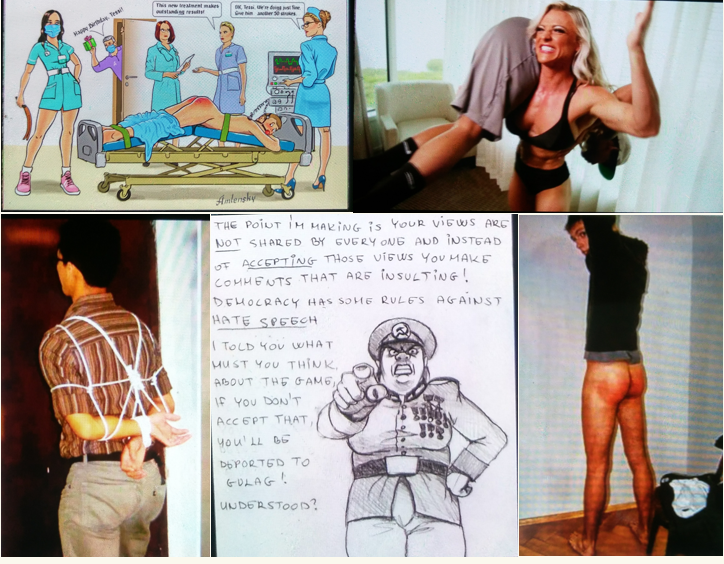 Happy Birthday, Tess!
This new treatment makes
outstanding results!
OK, Tess. We're doing just fine
Give him another 50 strokes.
Amlensky
THE POINT I'M MAKING IS YOUR VIEWS ARE
NOT SHARED BY EVERYONE AND INSTEAD
OF ACCEPTING THOSE VIEWS YOU MAKE
COMMENTS THAT ARE INSULTING!
DEMOCRACY HAS SOME RULES AGAINST
HATE SPEECH
I TOLD YOU WHAT
MUST YOU THINK
ABOUT THE GAME,
IF YOU DON'T
ACCEPT THAT,
YOU'LL BE
DEPORTED TO
GULAG!
UNDERSTOOD?